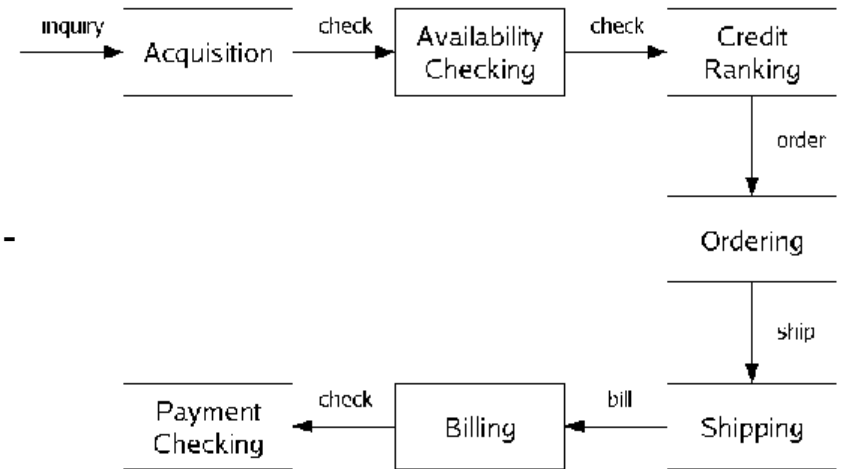 inquiry
Acquisition
check
Availability
Checking
check
Credit
Ranking
order
Ordering
ship
Shipping
bill
Billing
check
Payment
Checking
-